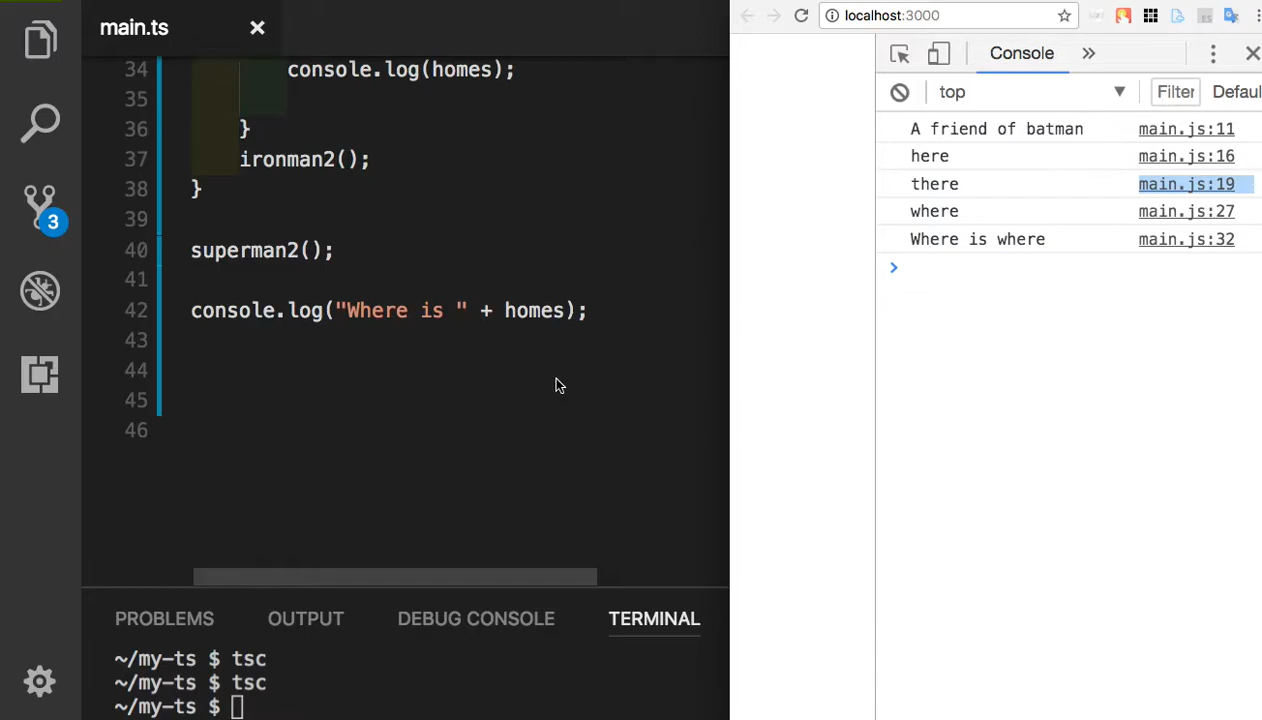 main.ts
34 console.log(homes);
35
36 }
37 ironman2();
38 }
39
40 superman2();
41
42 console.log("Where is " + homes);
43
44
45
46
3
PROBLEMS OUTPUT DEBUG CONSOLE TERMINAL
~/my-ts $ tsc
~/my-ts $ tsc
~/my-ts $
localhost:3000
Console »
top Filter Defau
A friend of batman main.js:11
here main.js:16
there main.js:19
where main.js:27
Where is where main.js:32
>